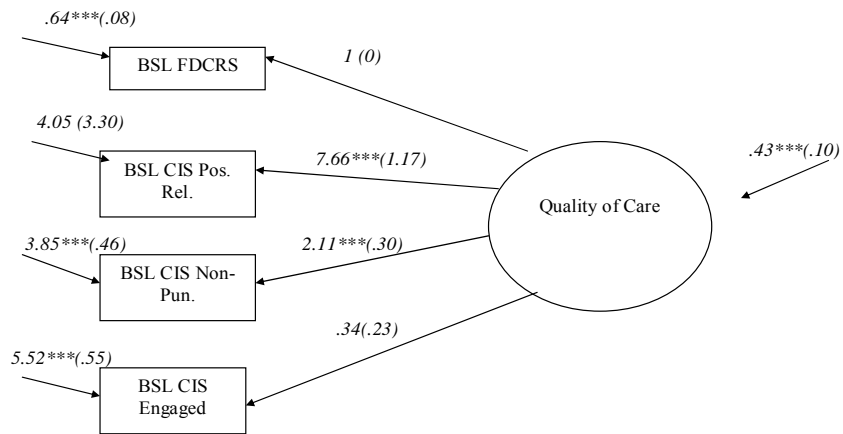 .64***(.08)
BSL FDCRS
1 (0)
4.05 (3.30)
BSL CIS Pos.
Rel.
7.66***(1.17)
.43***(.10)
Quality of Care
3.85***(.46)
BSL CIS Non-
Pun.
2.11***(.30)
.34(.23)
5.52***(.55)
BSL CIS
Engaged